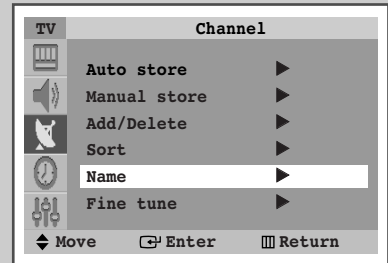 TV Channel
Auto store
Manual store
Add/Delete
Sort
Name
Fine tune
Move Enter Return